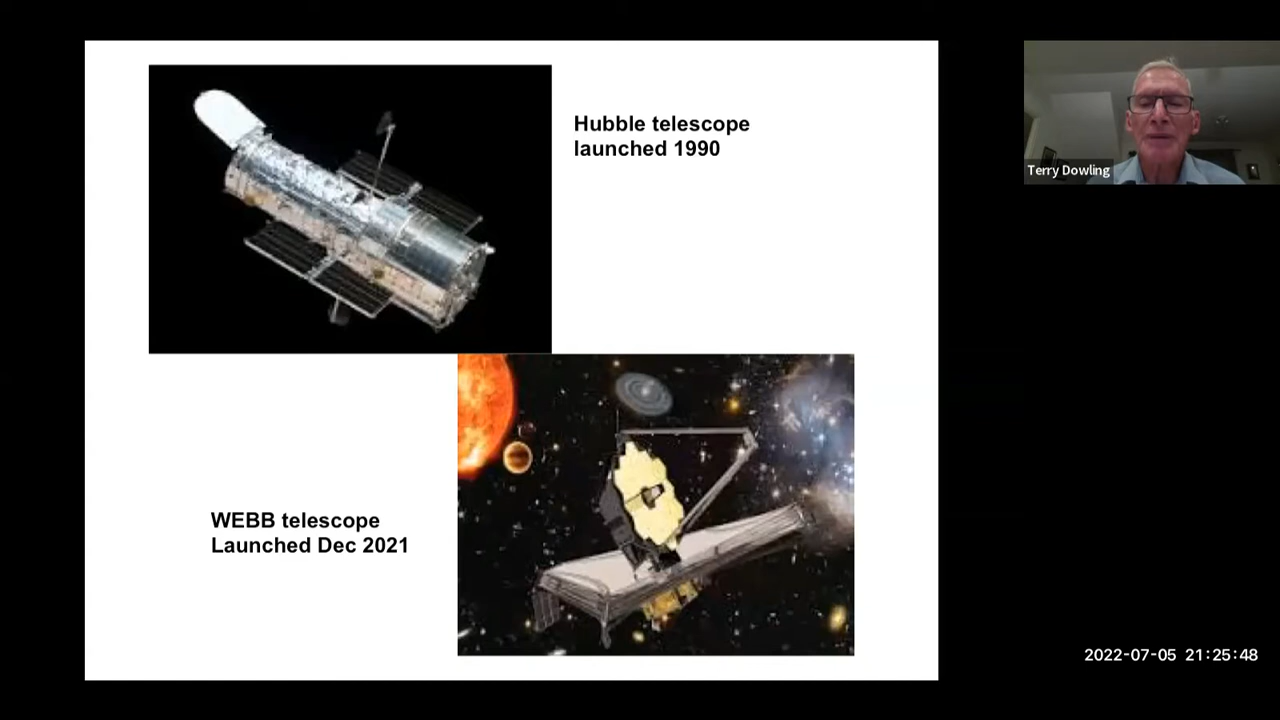 Hubble telescope
launched 1990
Terry Dowling
WEBB telescope
Launched Dec 2021
2022-07-05 21:25:48